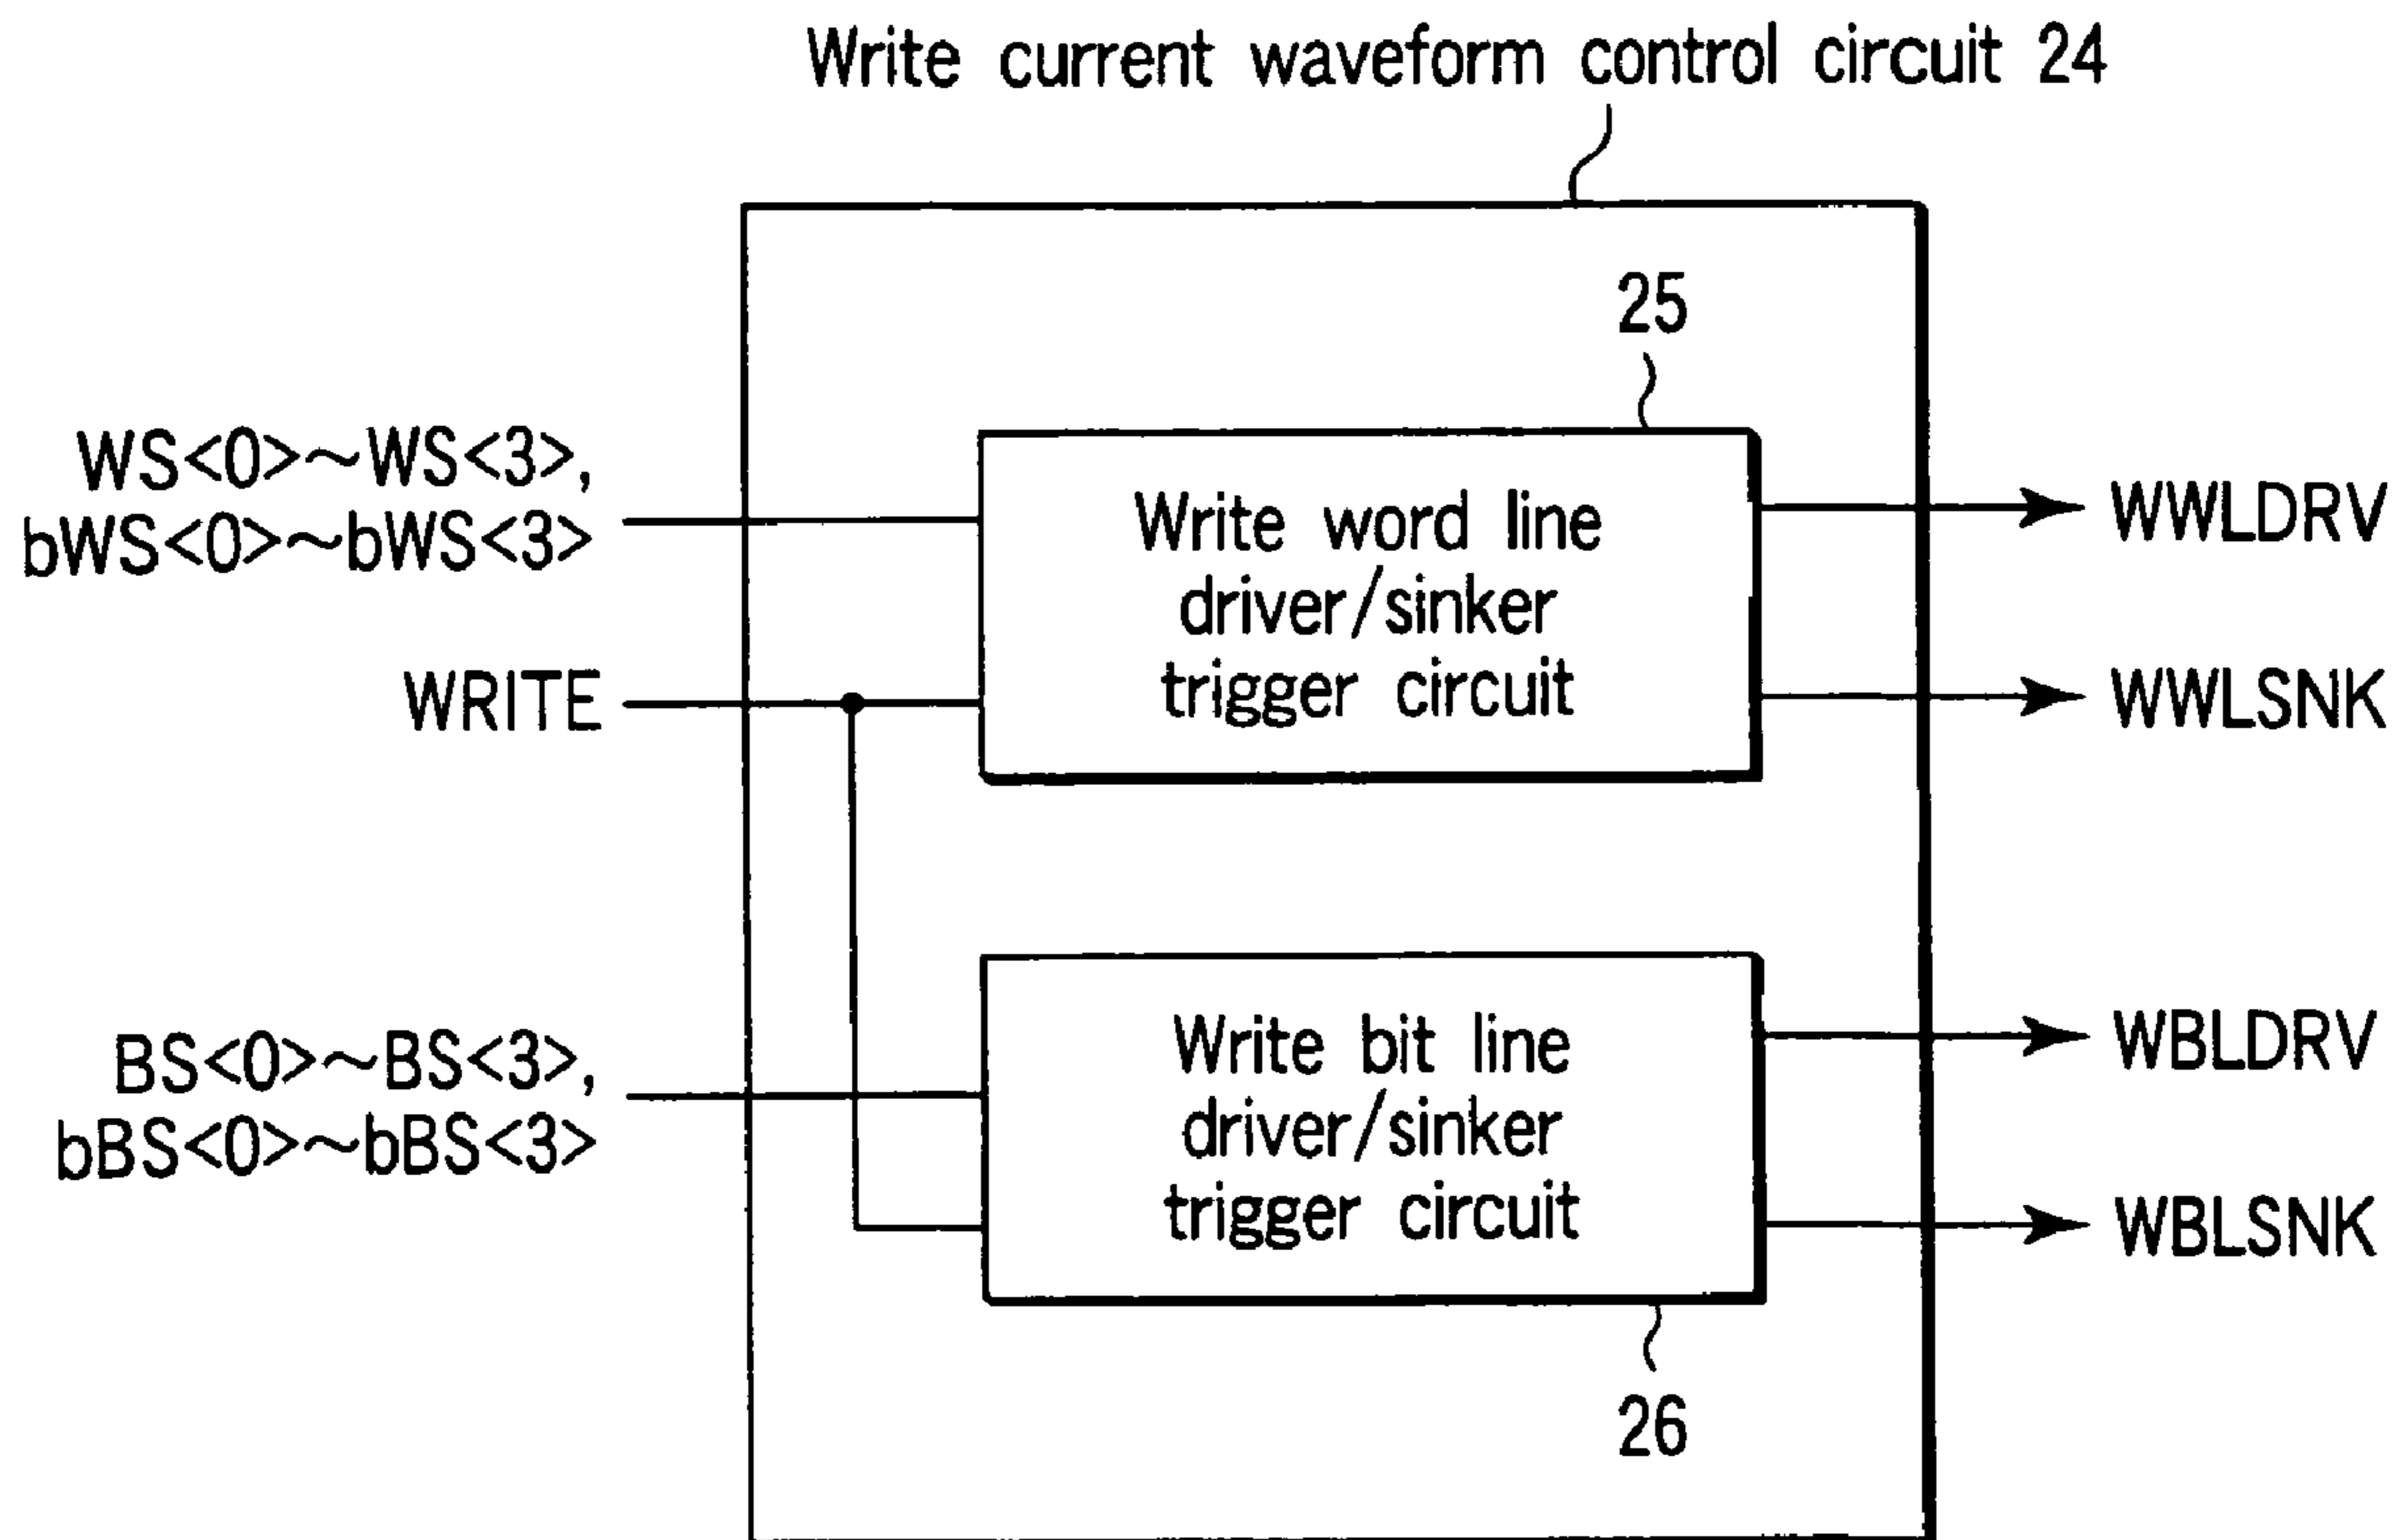 Write current waveform control circuit 24
25
WS<0>~WS<3>,
bWS<0>~bWS<3>
WRITE
Write word line
driver/sinker
trigger circuit
WWLDRV
WWLSNK
BS<0>~BS<3>,
bBS<0>~bBS<3>
Write bit line
driver/sinker
trigger circuit
WBLDRV
WBLSNK
26